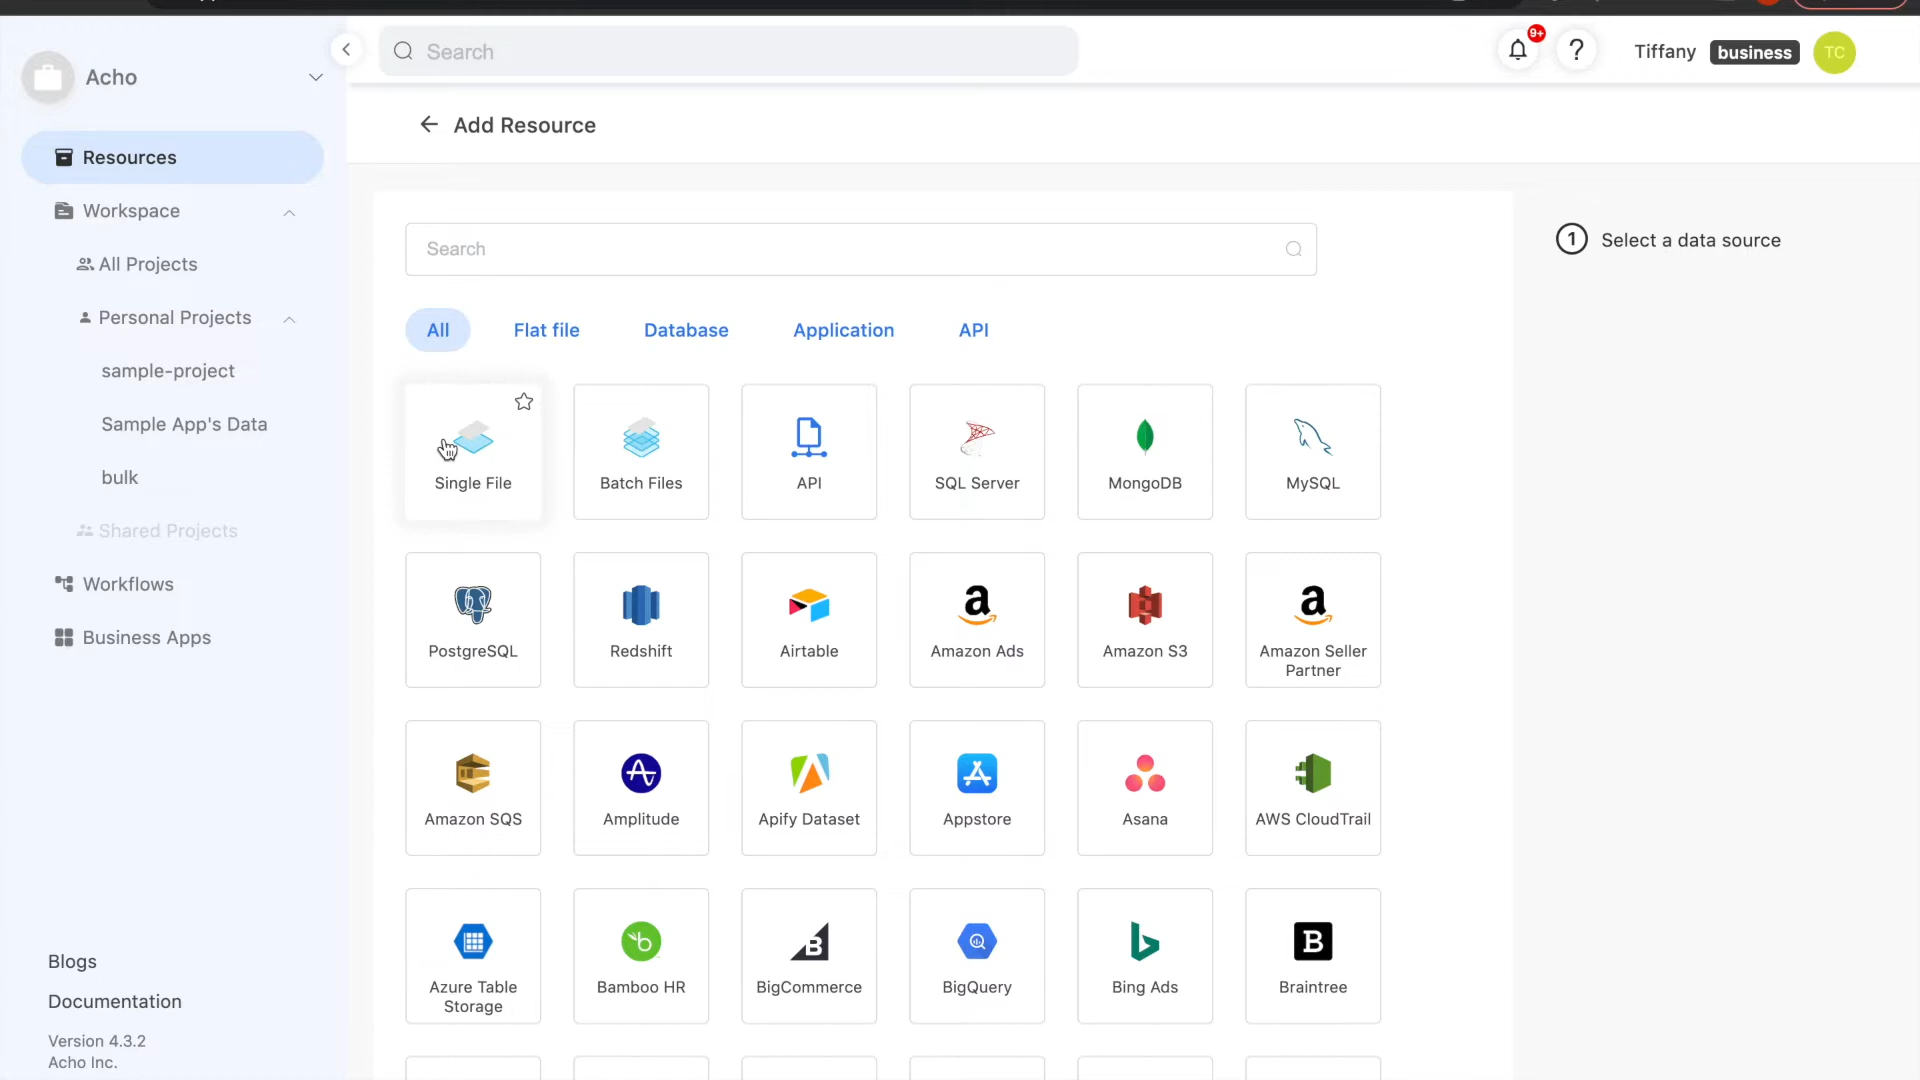 Acho
Search
9+
?
Tiffany
business
TC
Add Resource
Resources
Workspace
All Projects
Personal Projects
sample-project
Sample App's Data
bulk
Shared Projects
Workflows
Business Apps
Blogs
Documentation
Version 4.3.2
Acho Inc.
Search
All
Flat file
Database
Application
API
Single File
Batch Files
API
SQL Server
MongoDB
MySQL
PostgreSQL
Redshift
Airtable
a
Amazon Ads
Amazon S3
a
Amazon Seller
Partner
Amazon SQS
Amplitude
Apify Dataset
Appstore
Asana
AWS CloudTrail
Azure Table
Storage
b
Bamboo HR
B
BigCommerce
BigQuery
Bing Ads
B
Braintree
1
Select a data source